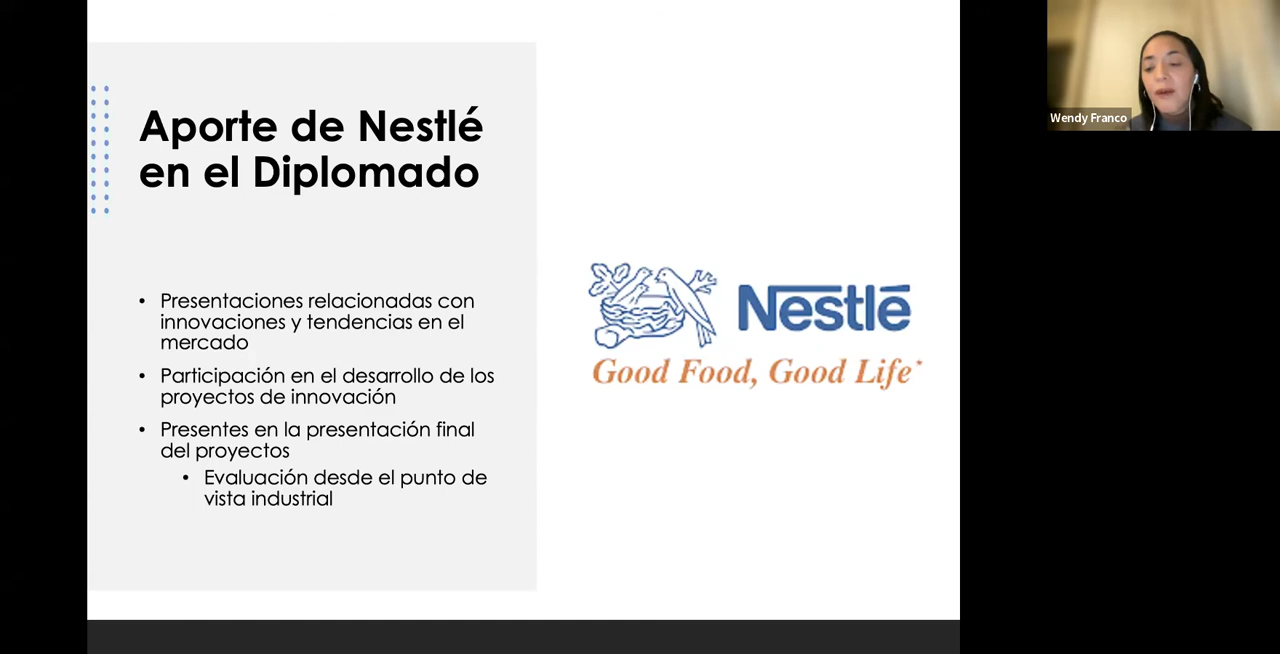 Aporte de Nestlé
en el Diplomado
• Presentaciones relacionadas con
innovaciones y tendencias en el
mercado
• Participación en el desarrollo de los
proyectos de innovación
• Presentes en la presentación final
del proyectos
• Evaluación desde el punto de
vista industrial
Nestlé
Good Food, Good Life
Wendy Franco